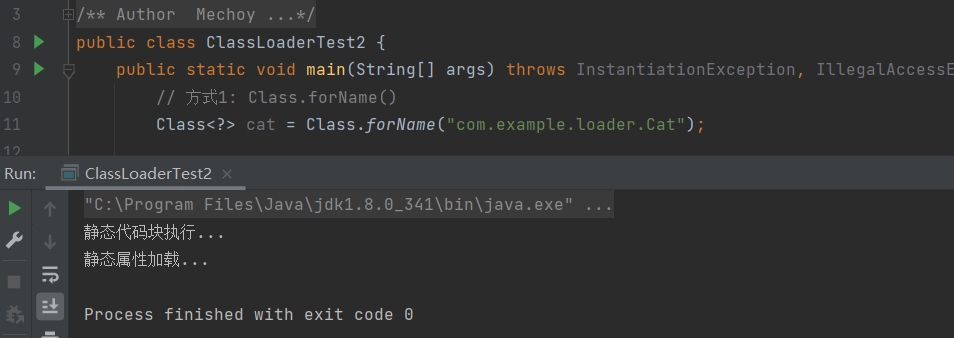 3 /** Author  Mechoy ...*/
8 public class ClassLoaderTest2 {
9 public static void main(String[] args) throws InstantiationException, IllegalAccessE
10 // 方式1: Class.forName()
11 Class<?> cat = Class.forName("com.example.loader.Cat");
12
Run: ClassLoaderTest2 ×
"C:\Program Files\Java\jdk1.8.0_341\bin\java.exe" ...
静态代码块执行...
静态属性加载...
Process finished with exit code 0